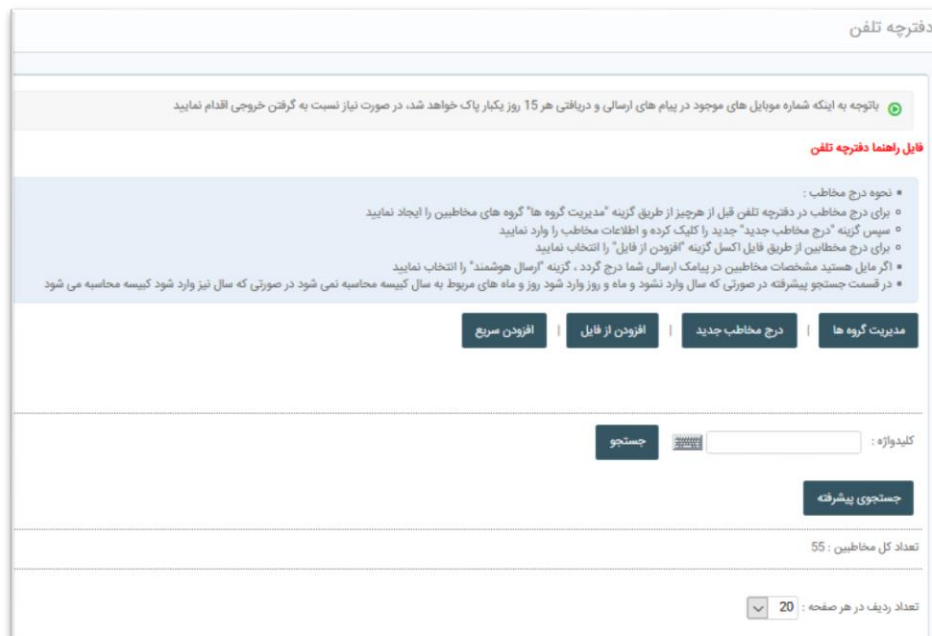 دفترچه تلفن
باتوجه به اینکه شماره موبایل های موجود در پیام های ارسالی و دریافتی هر 15 روز یکبار پاک خواهد شد، در صورت نیاز نسبت به گرفتن خروجی اقدام نمایید
فایل راهنما دفترچه تلفن
نحوه درج مخاطب :
برای درج مخاطب در دفترچه تلفن قبل از هرچیز از طریق گزینه "مدیریت گروه ها" گروه های مخاطبین را ایجاد نمایید
سپس گزینه "درج مخاطب جدید" جدید را کلیک کرده و اطلاعات مخاطب را وارد نمایید
برای درج مخطابین از طریق فایل اکسل گزینه "افزودن از فایل" را انتخاب نمایید
اگر مایل هستید مشخصات مخاطبین در پیامک ارسالی شما درج گردد ، گزینه "ارسال هوشمند" را انتخاب نمایید
در قسمت جستجو پیشرفته در صورتی که سال وارد نشود و ماه و روز وارد شود روز و ماه های مربوط به سال کبیسه محاسبه نمی شود در صورتی که سال نیز وارد شود کبیسه محاسبه می شود
مدیریت گروه ها | درج مخاطب جدید | افزودن از فایل | افزودن سریع
کلیدواژه : جستجو
جستجوی پیشرفته
تعداد کل مخاطبین : 55
تعداد ردیف در هر صفحه : 20